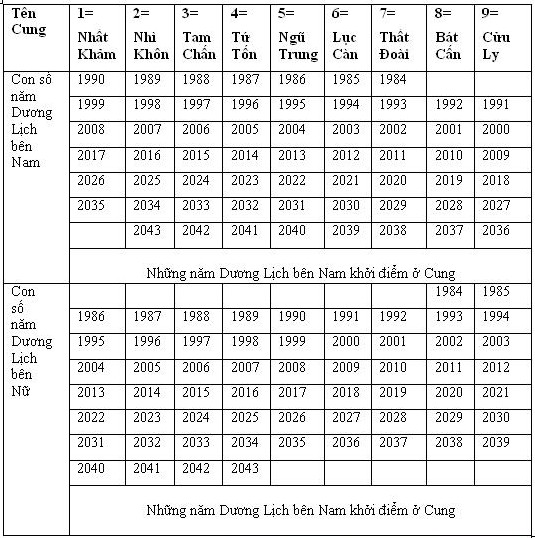 Tên Cung 1= 2= 3= 4= 5= 6= 7= 8= 9=
Nhất Nhì Tam Tứ Ngũ Lục Thất Bát Cửu
Khảm Khôn Chấn Tốn Trung Càn Đoài Cấn Ly
Con số 1990 1989 1988 1987 1986 1985 1984
năm 1999 1998 1997 1996 1995 1994 1993 1992 1991
Dương Lịch 2008 2007 2006 2005 2004 2003 2002 2001 2000
bên Nam 2017 2016 2015 2014 2013 2012 2011 2010 2009
2026 2025 2024 2023 2022 2021 2020 2019 2018
2035 2034 2033 2032 2031 2030 2029 2028 2027
2043 2042 2041 2040 2039 2038 2037 2036
Những năm Dương Lịch bên Nam khởi điểm ở Cung
Con 1984 1985
số năm 1986 1987 1988 1989 1990 1991 1992 1993 1994
Dương 1995 1996 1997 1998 1999 2000 2001 2002 2003
Lịch bên 2004 2005 2006 2007 2008 2009 2010 2011 2012
Nữ 2013 2014 2015 2016 2017 2018 2019 2020 2021
2022 2023 2024 2025 2026 2027 2028 2029 2030
2031 2032 2033 2034 2035 2036 2037 2038 2039
2040 2041 2042 2043
Những năm Dương Lịch bên Nam khởi điểm ở Cung